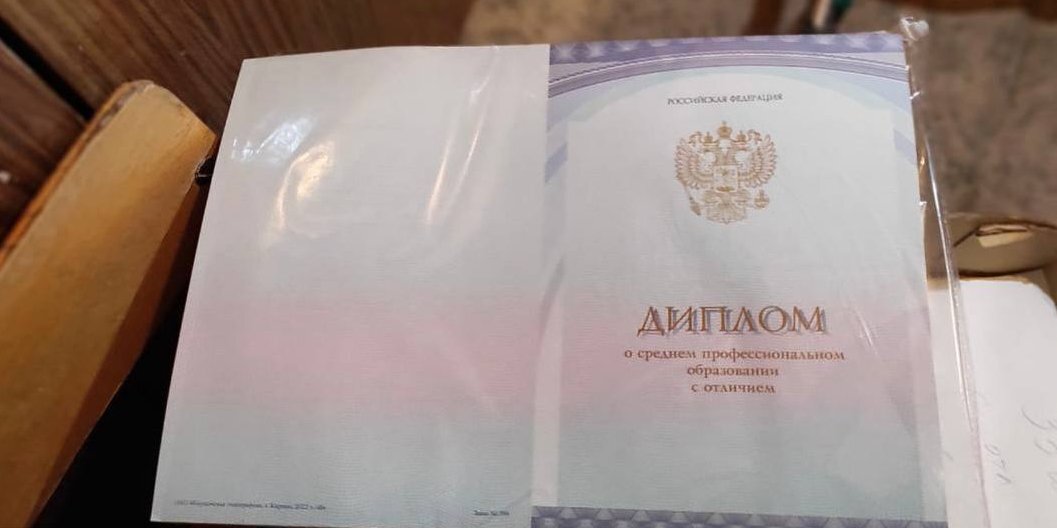 РОССИЙСКАЯ ФЕДЕРАЦИЯ
ДИПЛОМ
о среднем профессиональном
образовании
с отличием